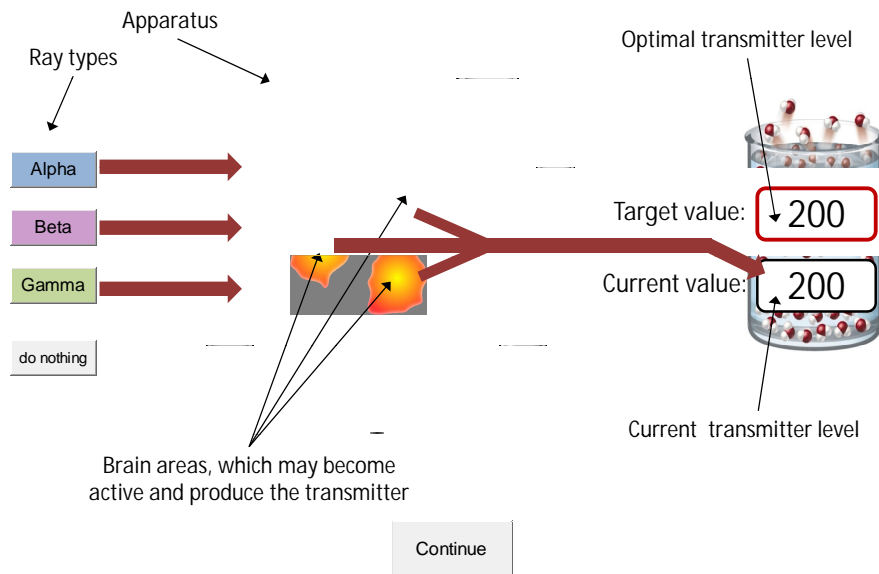 Apparatus
Optimal transmitter level
Ray types
Alpha
Beta
Target value: 200
Gamma
Current value: 200
do nothing
Current transmitter level
Brain areas, which may become
active and produce the transmitter
Continue